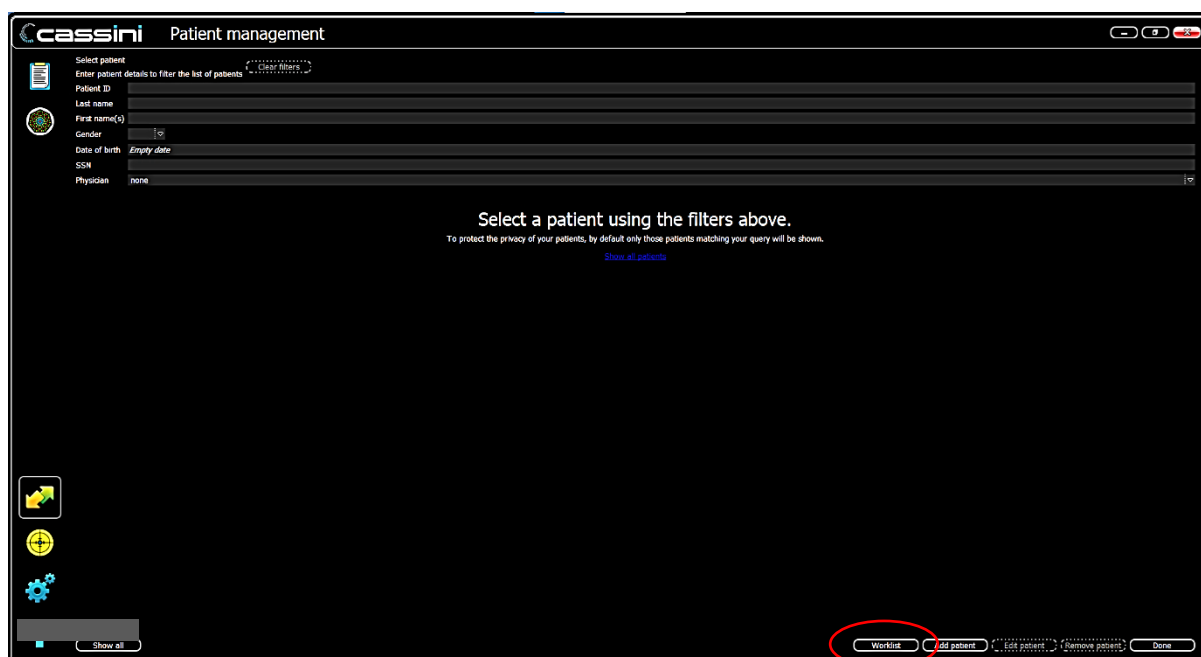 cassini Patient management
Select patient
Clear filters
Enter patient details to filter the list of patients
Patient ID
Last name
First name(s)
Gender
Date of birth Empty date
SSN
Physician none
Select a patient using the filters above.
To protect the privacy of your patients, by default only those patients matching your query will be shown.
Show all patients
Show all Worklist Add patient Edit patient Remove patient Done